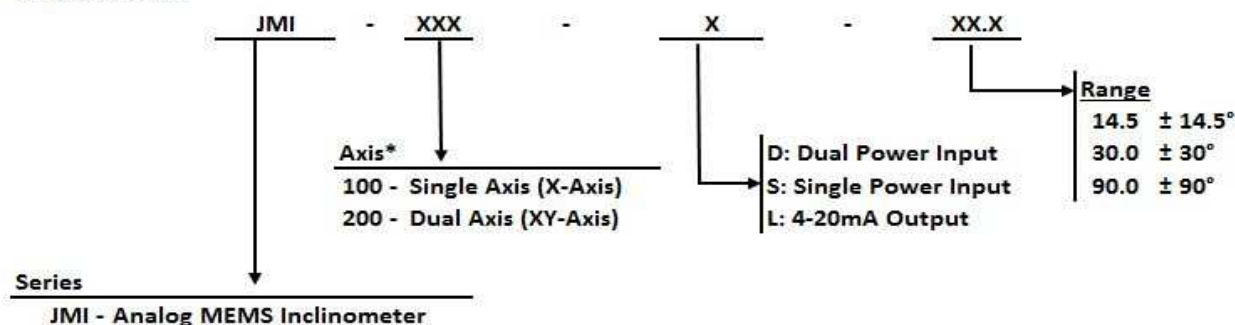 JMI - XXX - X - XX.X
Range
14.5 ± 14.5°
30.0 ± 30°
90.0 ± 90°
Axis*
100 - Single Axis (X-Axis)
200 - Dual Axis (XY-Axis)
D: Dual Power Input
S: Single Power Input
L: 4-20mA Output
Series
JMI - Analog MEMS Inclinometer